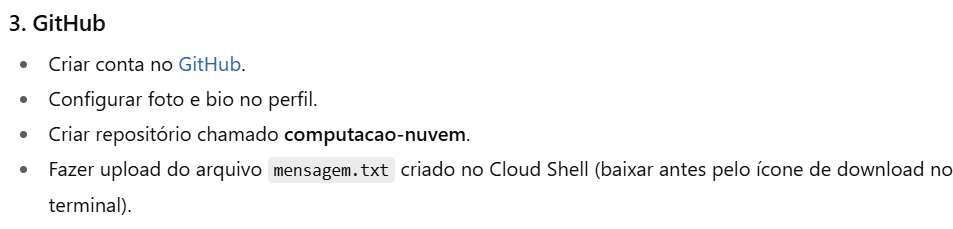 3. GitHub
• Criar conta no GitHub.
• Configurar foto e bio no perfil.
• Criar repositório chamado computacao-nuvem.
• Fazer upload do arquivo mensagem.txt criado no Cloud Shell (baixar antes pelo ícone de download no
terminal).